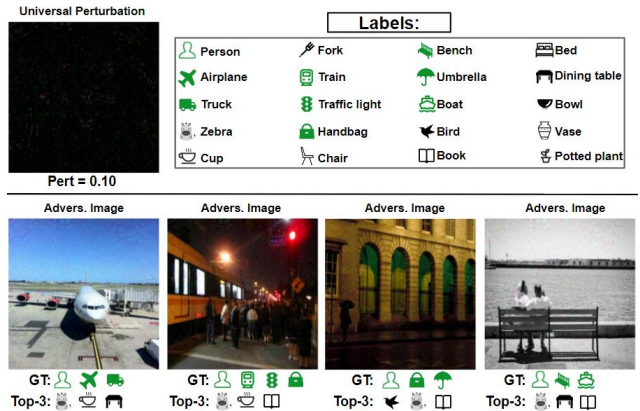 Universal Perturbation
Pert = 0.10
Labels:
Person Fork Bench Bed
Airplane Train Umbrella Dining table
Truck Traffic light Boat Bowl
Zebra Handbag Bird Vase
Cup Chair Book Potted plant
Advers. Image Advers. Image Advers. Image Advers. Image
GT: GT: GT: GT:
Top-3: Top-3: Top-3: Top-3: